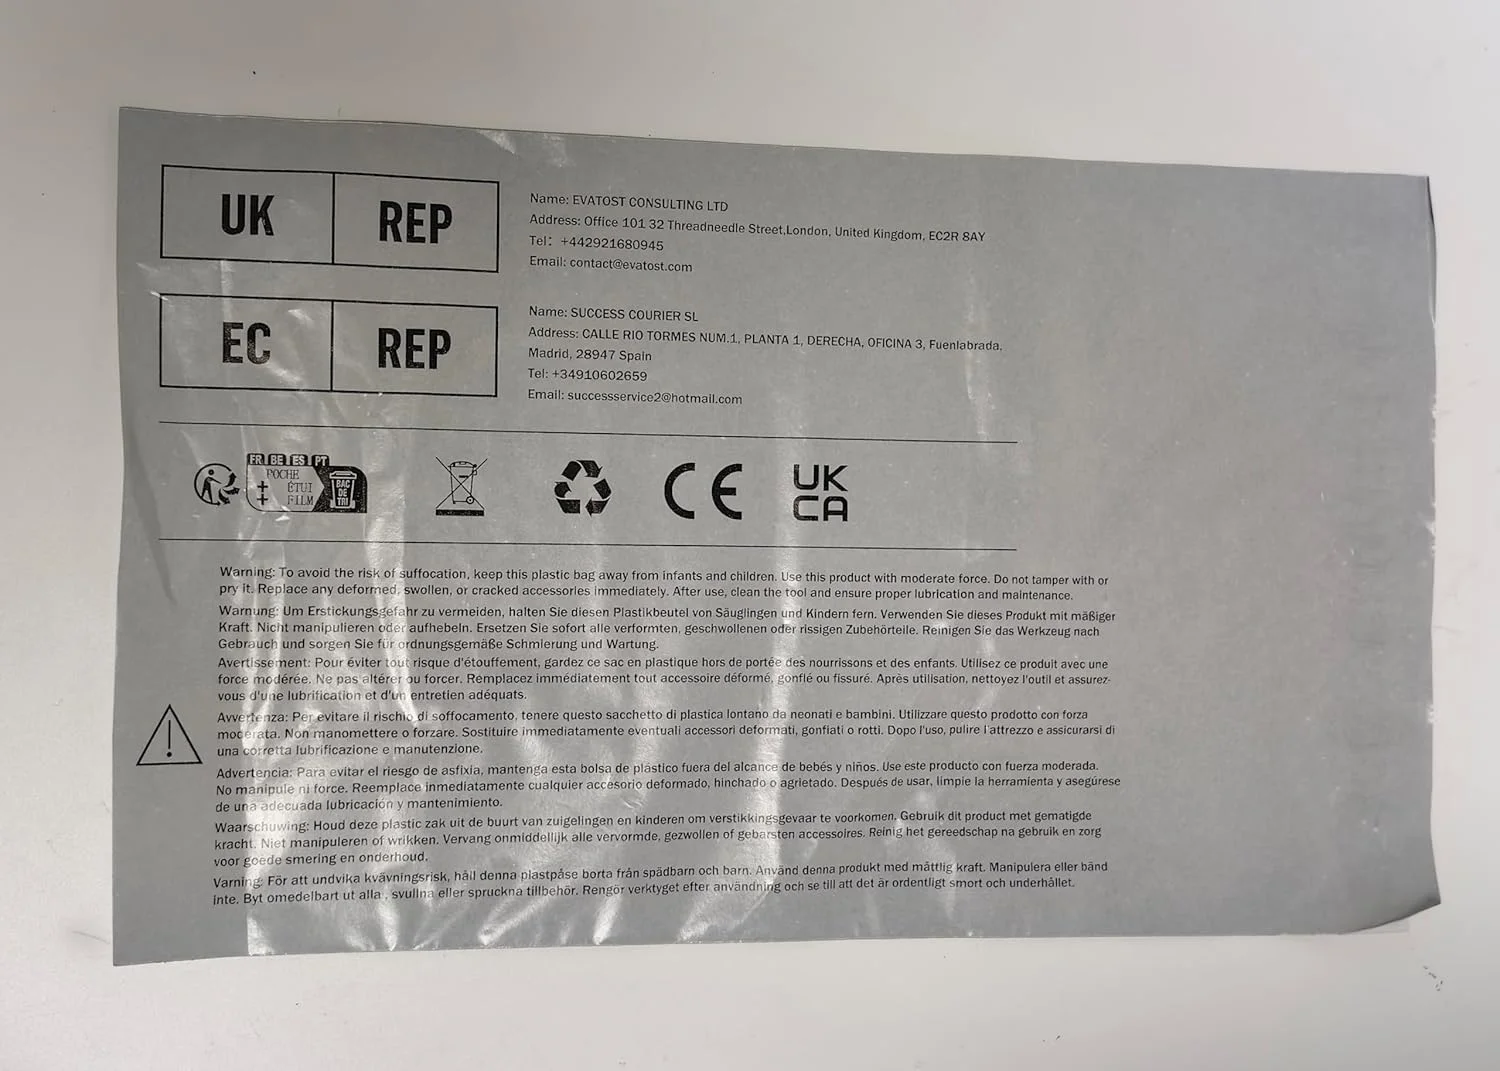 UK REP
Name: EVATOST CONSULTING LTD
Address: Office 101 32 Threadneedle Street,London, United Kingdom, EC2R 8AY
Tel: +442921680945
Email: contact@evatost.com
EC REP
Name: SUCCESS COURIER SL
Address: CALLE RIO TORMES NUM.1, PLANTA 1, DERECHA, OFICINA 3, Fuenlabrada,
Madrid, 28947 Spain
Tel: +34910602659
Email: successservice2@hotmail.com
FR BE ES PT
POCHE
+ ÉTUI
+ FILM
BAC
DE
TRI
CE
UK
CA
Warning: To avoid the risk of suffocation, keep this plastic bag away from infants and children. Use this product with moderate force. Do not tamper with or
pry it. Replace any deformed, swollen, or cracked accessories immediately. After use, clean the tool and ensure proper lubrication and maintenance.
Warnung: Um Erstickungsgefahr zu vermeiden, halten Sie diesen Plastikbeutel von Säuglingen und Kindern fern. Verwenden Sie dieses Produkt mit mäßiger
Kraft. Nicht manipulieren oder aufhebeln. Ersetzen Sie sofort alle verformten, geschwollenen oder rissigen Zubehörteile. Reinigen Sie das Werkzeug nach
Gebrauch und sorgen Sie für ordnungsgemäße Schmierung und Wartung.
Avertissement: Pour éviter tout risque d'étouffement, gardez ce sac en plastique hors de portée des nourrissons et des enfants. Utilisez ce produit avec une
force modérée. Ne pas altérer ou forcer. Remplacez immédiatement tout accessoire déformé, gonflé ou fissuré. Après utilisation, nettoyez l'outil et assurez-
vous d'une lubrification et d'un entretien adéquats.
Avvertenza: Per evitare il rischio di soffocamento, tenere questo sacchetto di plastica lontano da neonati e bambini. Utilizzare questo prodotto con forza
moderata. Non manomettere o forzare. Sostituire immediatamente eventuali accessori deformati, gonfiati o rotti. Dopo l'uso, pulire l'attrezzo e assicurarsi di
una corretta lubrificazione e manutenzione.
Advertencia: Para evitar el riesgo de asfixia, mantenga esta bolsa de plástico fuera del alcance de bebés y niños. Use este producto con fuerza moderada.
No manipule ni force. Reemplace inmediatamente cualquier accesorio deformado, hinchado o agrietado. Después de usar, limpie la herramienta y asegúrese
de una adecuada lubricación y mantenimiento.
Waarschuwing: Houd deze plastic zak uit de buurt van zuigelingen en kinderen om verstikkingsgevaar te voorkomen. Gebruik dit product met gematigde
kracht. Niet manipuleren of wrikken. Vervang onmiddellijk alle vervormde, gezwollen of gebarsten accessoires. Reinig het gereedschap na gebruik en zorg
voor goede smering en onderhoud.
Varning: För att undvika kvävningsrisk, håll denna plastpåse borta från spädbarn och barn. Använd denna produkt med måttlig kraft. Manipulera eller bänd
inte. Byt omedelbart ut alla , svullna eller spruckna tillbehör. Rengör verktyget efter användning och se till att det är ordentligt smort och underhållet.